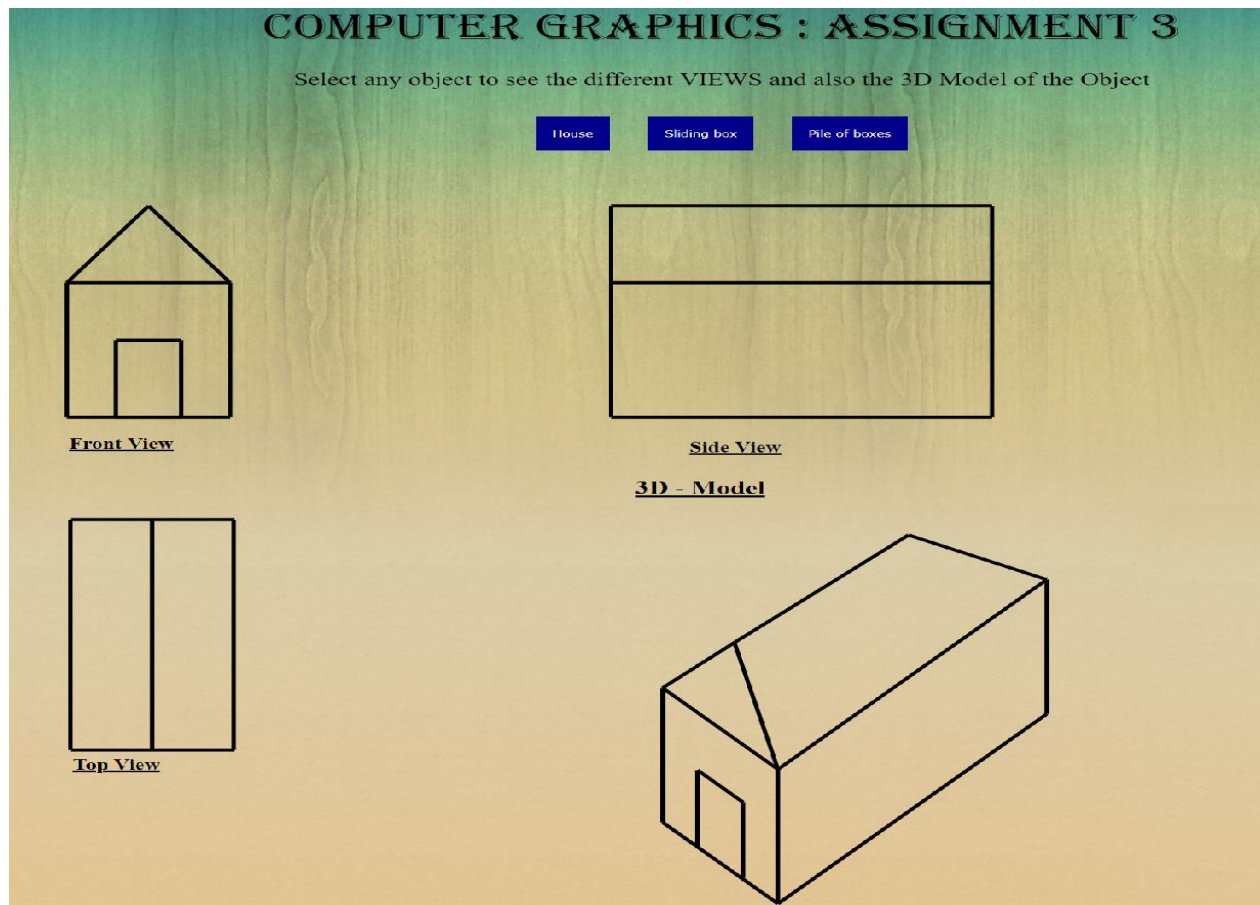 COMPUTER GRAPHICS : ASSIGNMENT 3
Select any object to see the different VIEWS and also the 3D Model of the Object
House
Sliding box
Pile of boxes
Front View
Side View
3D - Model
Top View